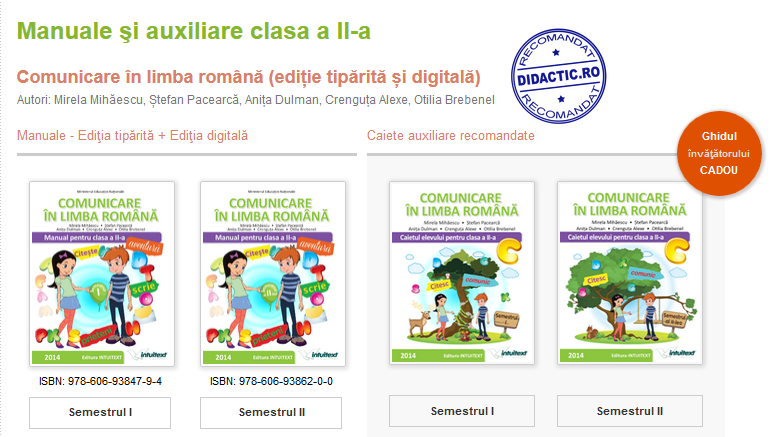 Manuale şi auxiliare clasa a II-a
RECOMANDAT
DIDACTIC.RO
RECOMANDAT
Comunicare în limba română (ediție tipărită și digitală)
Autori: Mirela Mihăescu, Ștefan Pacearcă, Anița Dulman, Crenguța Alexe, Otilia Brebenel
Manuale - Ediţia tipărită + Ediţia digitală
Caiete auxiliare recomandate
Ghidul
învăţătorului
CADOU
Ministerul Educației Naționale
COMUNICARE
ÎN LIMBA ROMÂNĂ
Mirela Mihăescu • Ștefan Pacearcă
Anița Dulman • Crenguța Alexe • Otilia Brebenel
Manual pentru clasa a II-a
aventura
Citește
scrie
2014
Editura INTUITEXT
intuitext
Ministerul Educației Naționale
COMUNICARE
ÎN LIMBA ROMÂNĂ
Mirela Mihăescu • Ștefan Pacearcă
Anița Dulman • Crenguța Alexe • Otilia Brebenel
Manual pentru clasa a II-a
aventura
Citește
scrie
2014
Editura INTUITEXT
intuitext
COMUNICARE
ÎN LIMBA ROMÂNĂ
Mirela Mihăescu • Ștefan Pacearcă
Anița Dulman • Crenguța Alexe • Otilia Brebenel
Caietul elevului pentru clasa a II-a
Citesc
comunic
Semestrul
I
2014
Editura INTUITEXT
intuitext
COMUNICARE
ÎN LIMBA ROMÂNĂ
Mirela Mihăescu • Ștefan Pacearcă
Anița Dulman • Crenguța Alexe • Otilia Brebenel
Caietul elevului pentru clasa a II-a
Citesc
comunic
Semestrul
al II-lea
2014
Editura INTUITEXT
intuitext
ISBN: 978-606-93847-9-4
ISBN: 978-606-93862-0-0
Semestrul I
Semestrul II
Semestrul I
Semestrul II